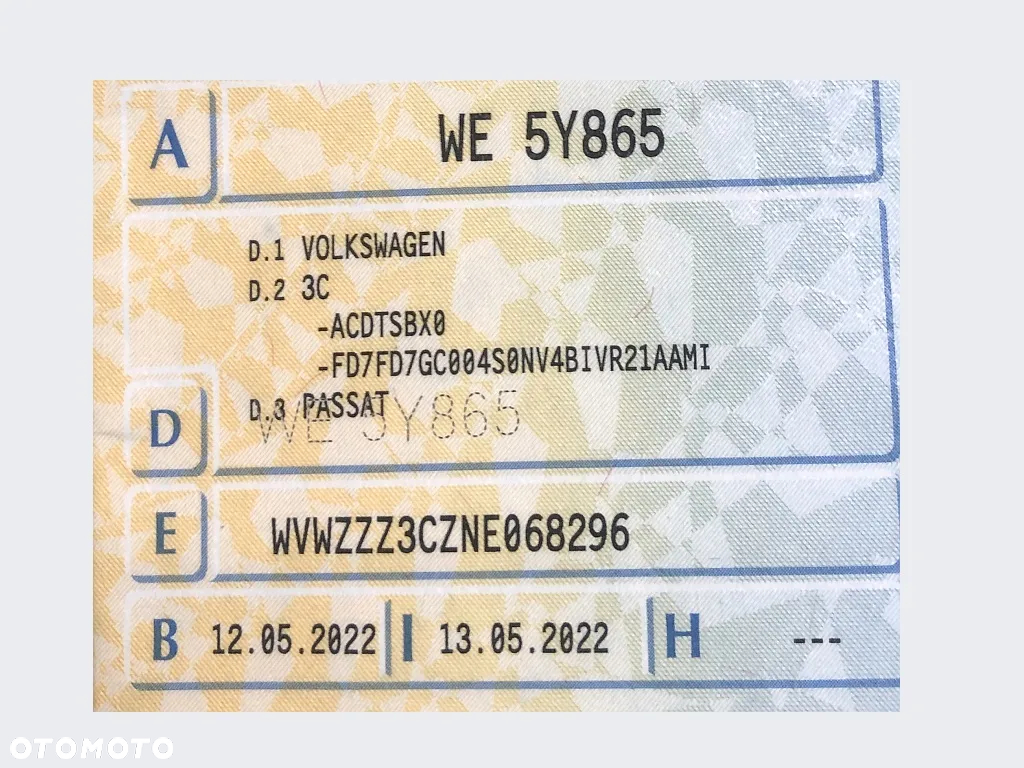 A WE 5Y865
D.1 VOLKSWAGEN
D.2 3C
-ACDTSBX0
-FD7FD7GC004S0NV4BIVR21AAMI
D D.3 PASSAT
WE 5Y865
E WVWZZZ3CZNE068296
B 12.05.2022 I 13.05.2022 H ---
OTOMOTO